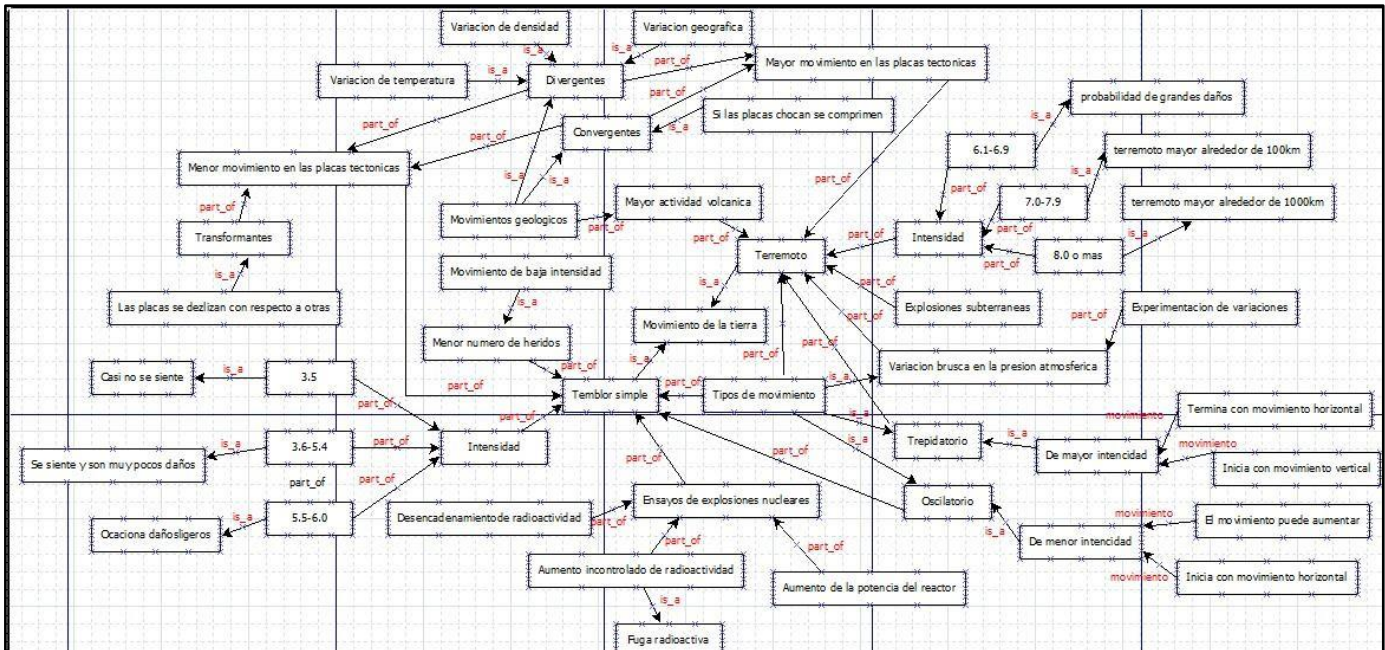 Variacion de densidad
Variacion geografica
is_a
is_a
Variacion de temperatura
is_a
Divergentes
part_of
Mayor movimiento en las placas tectonicas
part_of
part_of
Convergentes
is_a
Si las placas chocan se comprimen
probabilidad de grandes daños
is_a
part_of
Menor movimiento en las placas tectonicas
6.1-6.9
terremoto mayor alrededor de 100km
is_a
is_a
is_a
part_of
part_of
7.0-7.9
terremoto mayor alrededor de 1000km
part_of
Movimientos geologicos
part_of
Mayor actividad volcanica
Transformantes
part_of
part_of
Intensidad
part_of
8.0 o mas
is_a
part_of
Terremoto
is_a
Movimiento de baja intensidad
is_a
part_of
Explosiones subterraneas
Las placas se dezlizan con respecto a otras
is_a
Movimiento de la tierra
Experimentacion de variaciones
part_of
Menor numero de heridos
part_of
part_of
part_of
Variacion brusca en la presion atmosferica
Casi no se siente
is_a
3.5
part_of
is_a
part_of
part_of
Temblor simple
part_of
Tipos de movimiento
is_a
is_a
is_a
Trepidatorio
is_a
De mayor intencidad
movimiento
Termina con movimiento horizontal
movimiento
Inicia con movimiento vertical
part_of
Se siente y son muy pocos daños
is_a
3.6-5.4
part_of
Intensidad
part_of
part_of
part_of
part_of
Ocaciona dañosligeros
is_a
5.5-6.0
Desencadenamientode radioactividad
part_of
Ensayos de explosiones nucleares
Oscilatorio
is_a
De menor intencidad
movimiento
El movimiento puede aumentar
movimiento
Inicia con movimiento horizontal
part_of
part_of
Aumento incontrolado de radioactividad
Aumento de la potencia del reactor
is_a
Fuga radioactiva